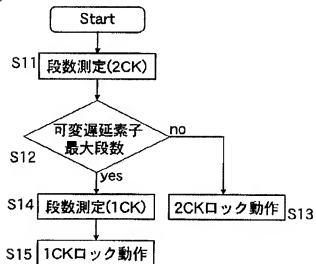 Start
S11
段数測定(2CK)
可変遅延素子
最大段数
no
S12
yes
S14
段数測定(1CK)
2CKロック動作
S13
S15
1CKロック動作